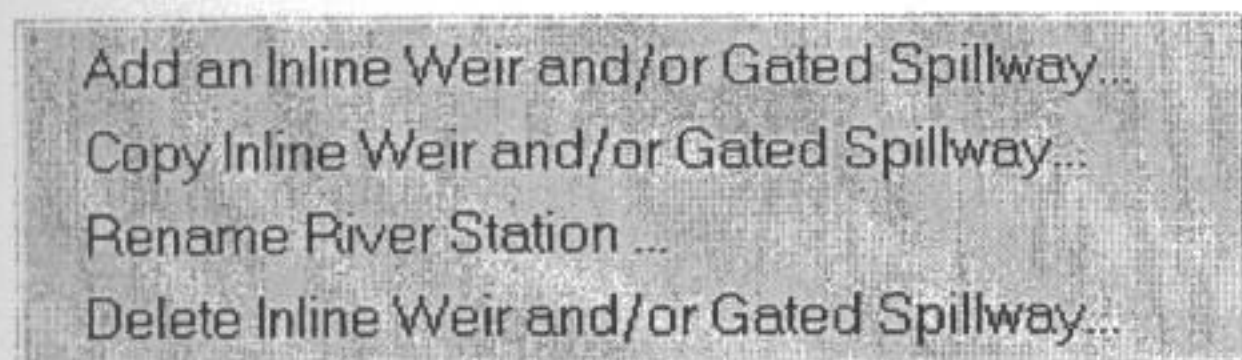 Add an Inline Weir and/or Gated Spillway...
Copy Inline Weir and/or Gated Spillway...
Rename River Station ...
Delete Inline Weir and/or Gated Spillway...